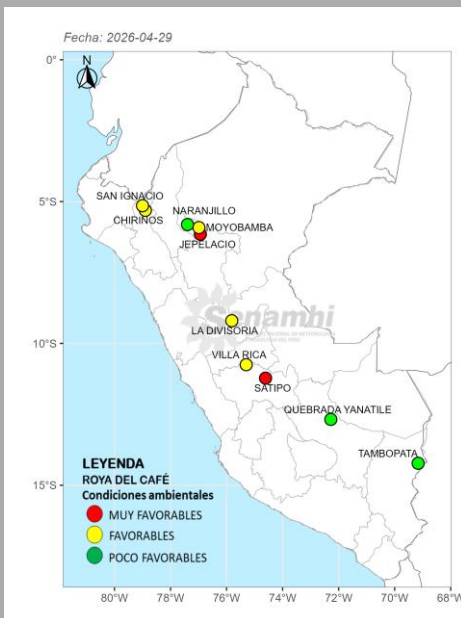 Fecha: 2026-04-29
N
0°
5°S
10°S
15°S
SAN IGNACIO
CHIRINOS
NARANJILLO
MOYOBAMBA
JEPELACIO
Senamhi
LA DIVISORIA
VILLA RICA
SATIPO
QUEBRADA YANATILE
TAMBOPATA
LEYENDA
ROYA DEL CAFÉ
Condiciones ambientales
MUY FAVORABLES
FAVORABLES
POCO FAVORABLES
80°W
78°W
76°W
74°W
72°W
70°W
68°W